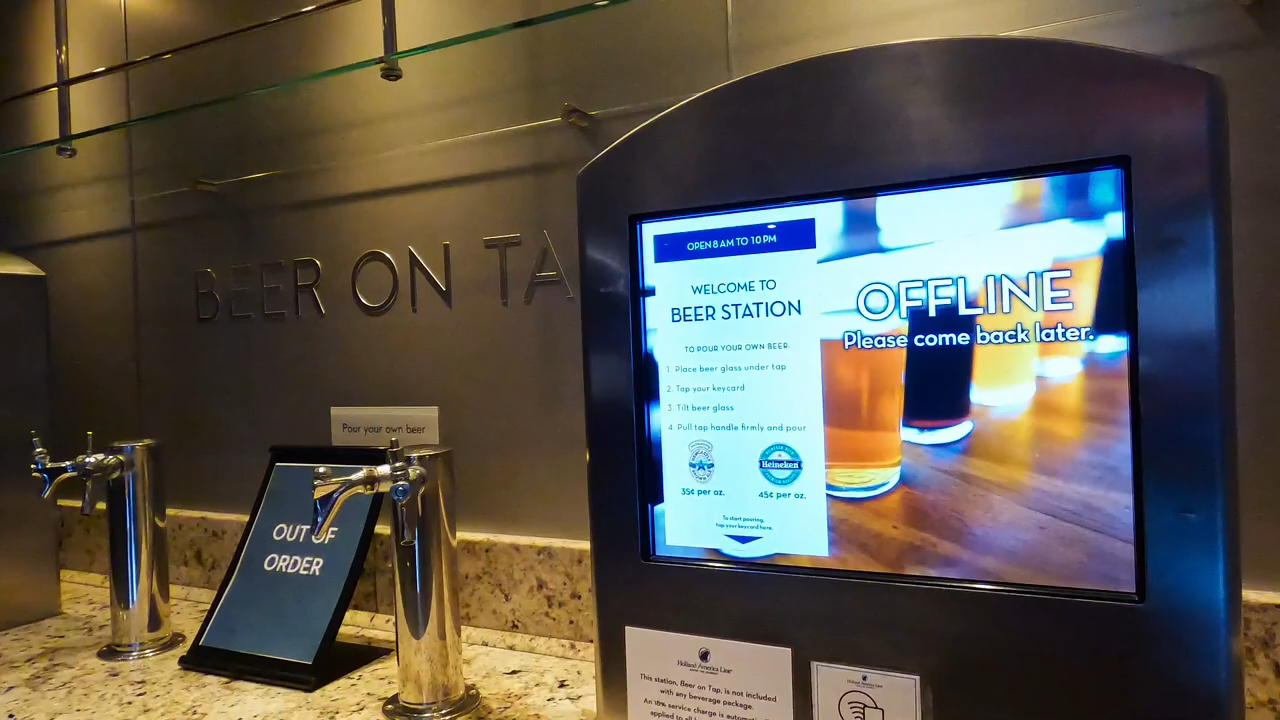 BEER ON TA
Pour your own beer
OUT OF
ORDER
OPEN 8 AM TO 10 PM
WELCOME TO
BEER STATION
TO POUR YOUR OWN BEER:
1. Place beer glass under tap
2. Tap your keycard
3. Tilt beer glass
4. Pull tap handle firmly and pour
Heineken
35¢ per oz.
45¢ per oz.
To start pouring,
tap your keycard here.
OFFLINE
Please come back later.
Holland America Line
This station, Beer on Tap, is not included
with any beverage package.
An 18% service charge is
applied to all
Holland America Line